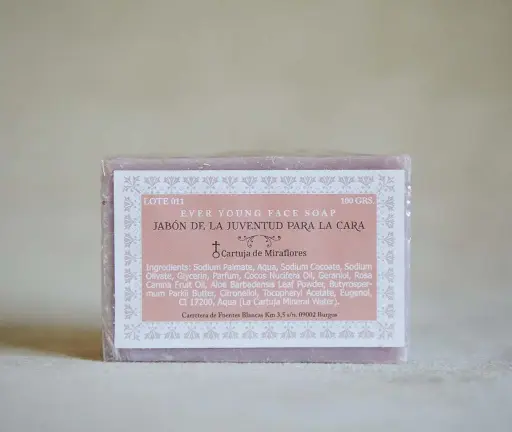 LOTE 011 100 GRS.
EVER YOUNG FACE SOAP
JABÓN DE LA JUVENTUD PARA LA CARA
Cartuja de Miraflores
Ingredients: Sodium Palmate, Aqua, Sodium Cocoate, Sodium
Olivate, Glycerin, Parfum, Cocos Nucifera Oil, Geraniol, Rosa
Canina Fruit Oil, Aloe Barbadensis Leaf Powder, Butyrosper-
mum Parkii Butter, Citronellol, Tocopheryl Acetate, Eugenol,
CI 17200, Aqua (La Cartuja Mineral Water).
Carretera de Fuentes Blancas Km 3,5 s/n. 09002 Burgos